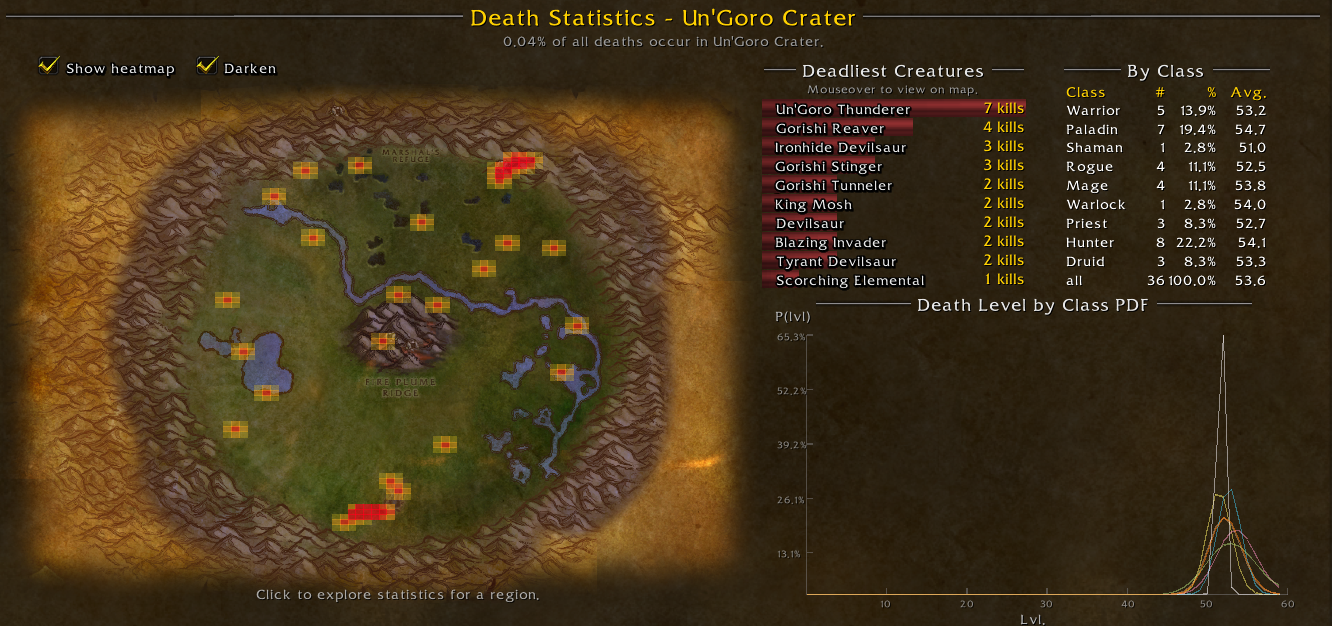 Death Statistics - Un'Goro Crater
0.04% of all deaths occur in Un'Goro Crater.
Show heatmap Darken
MARSHAL'S
REFUGE
FIRE PLUME
RIDGE
Click to explore statistics for a region.
Deadliest Creatures
Mouseover to view on map.
Un'Goro Thunderer 7 kills
Gorishi Reaver 4 kills
Ironhide Devilsaur 3 kills
Gorishi Stinger 3 kills
Gorishi Tunneler 2 kills
King Mosh 2 kills
Devilsaur 2 kills
Blazing Invader 2 kills
Tyrant Devilsaur 2 kills
Scorching Elemental 1 kills
By Class
Class # % Avg.
Warrior 5 13.9% 53.2
Paladin 7 19.4% 54.7
Shaman 1 2.8% 51.0
Rogue 4 11.1% 52.5
Mage 4 11.1% 53.8
Warlock 1 2.8% 54.0
Priest 3 8.3% 52.7
Hunter 8 22.2% 54.1
Druid 3 8.3% 53.3
all 36 100.0% 53.6
Death Level by Class PDF
P(lvl)
65.3%
52.2%
39.2%
26.1%
13.1%
10 20 30 40 50 60
Lvl.